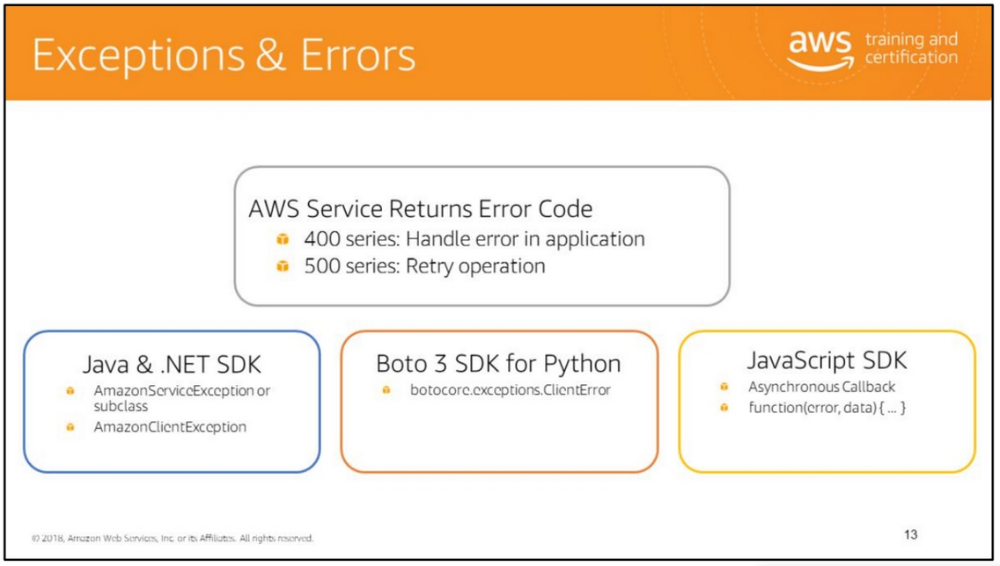 Exceptions & Errors
aws training and
certification
AWS Service Returns Error Code
400 series: Handle error in application
500 series: Retry operation
Java & .NET SDK
AmazonServiceException or
subclass
AmazonClientException
Boto 3 SDK for Python
botocore.exceptions.ClientError
JavaScript SDK
Asynchronous Callback
function(error, data) { ... }
© 2018, Amazon Web Services, Inc. or its Affiliates. All rights reserved.
13